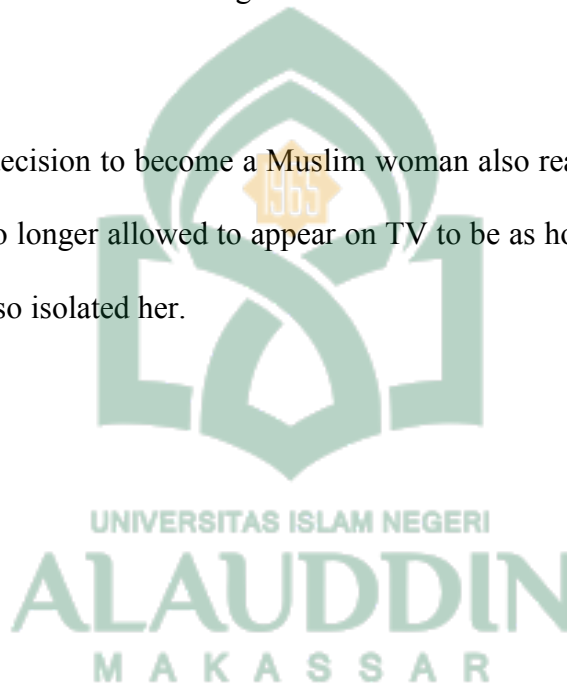 decision to become a Muslim woman also rea
1965
o longer allowed to appear on TV to be as ho
so isolated her.
UNIVERSITAS ISLAM NEGERI
ALAUDDIN
MAKASSAR